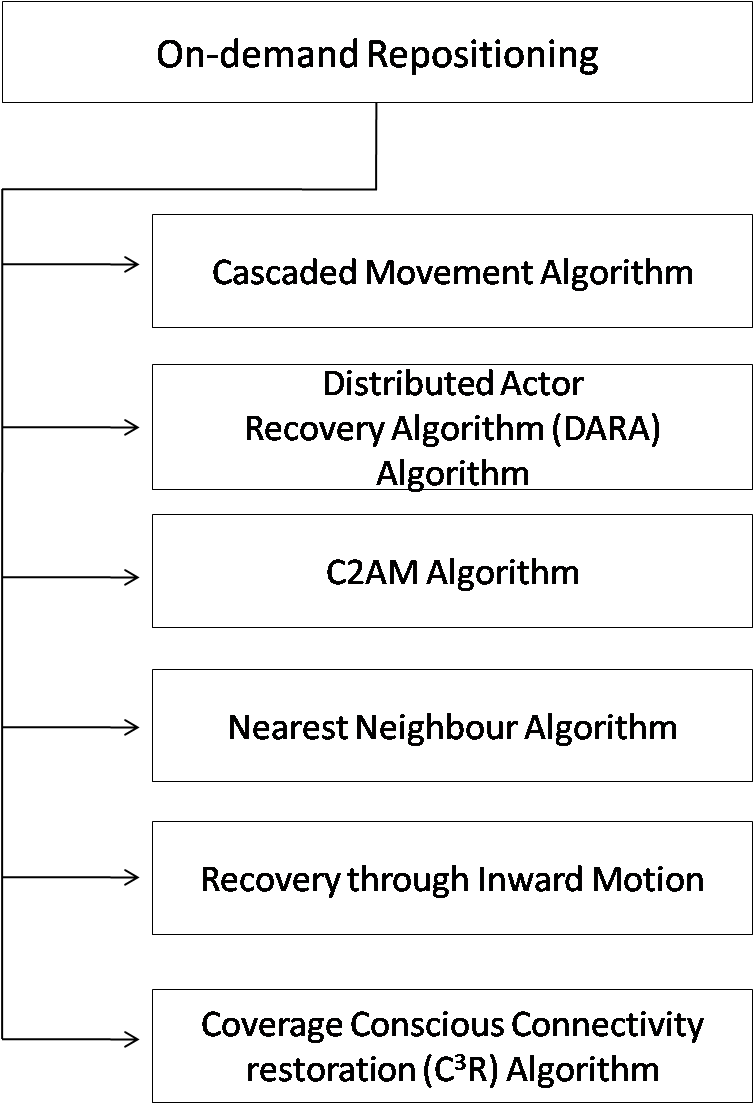 On-demand Repositioning
Cascaded Movement Algorithm
Distributed Actor
Recovery Algorithm (DARA)
Algorithm
C2AM Algorithm
Nearest Neighbour Algorithm
Recovery through Inward Motion
Coverage Conscious Connectivity
restoration (C³R) Algorithm